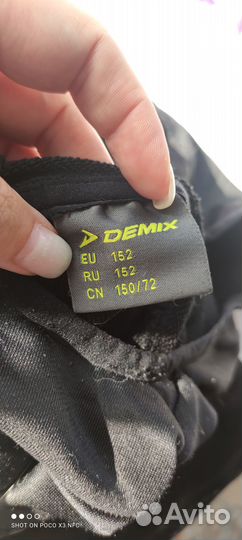 DEMIX
EU 152
RU 152
CN 150/72
SHOT ON POCO X3 NFC
Avito